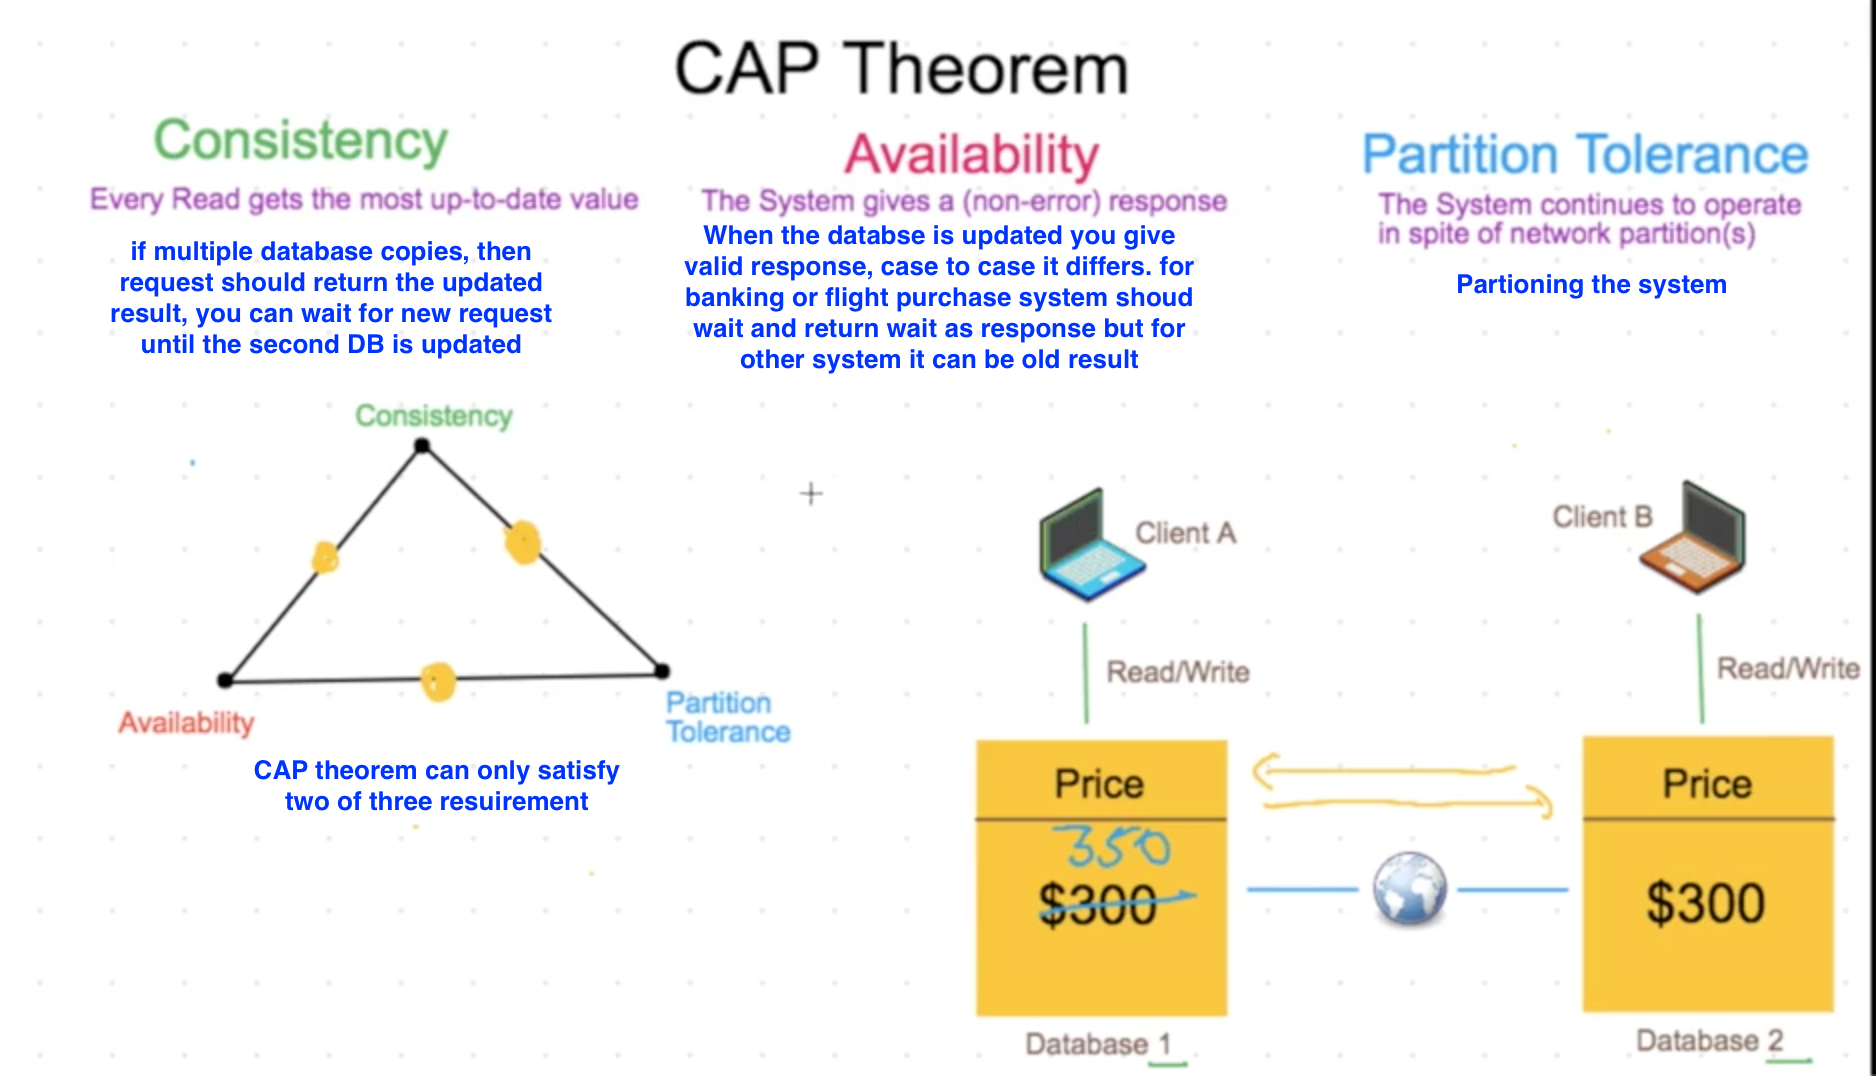 CAP Theorem
Consistency
Every Read gets the most up-to-date value
if multiple database copies, then
request should return the updated
result, you can wait for new request
until the second DB is updated
Availability
The System gives a (non-error) response
When the databse is updated you give
valid response, case to case it differs. for
banking or flight purchase system shoud
wait and return wait as response but for
other system it can be old result
Partition Tolerance
The System continues to operate
in spite of network partition(s)
Partioning the system
Consistency
Availability
Partition
Tolerance
CAP theorem can only satisfy
two of three resuirement
Client A
Read/Write
Price
350
$300
Database 1
Client B
Read/Write
Price
$300
Database 2